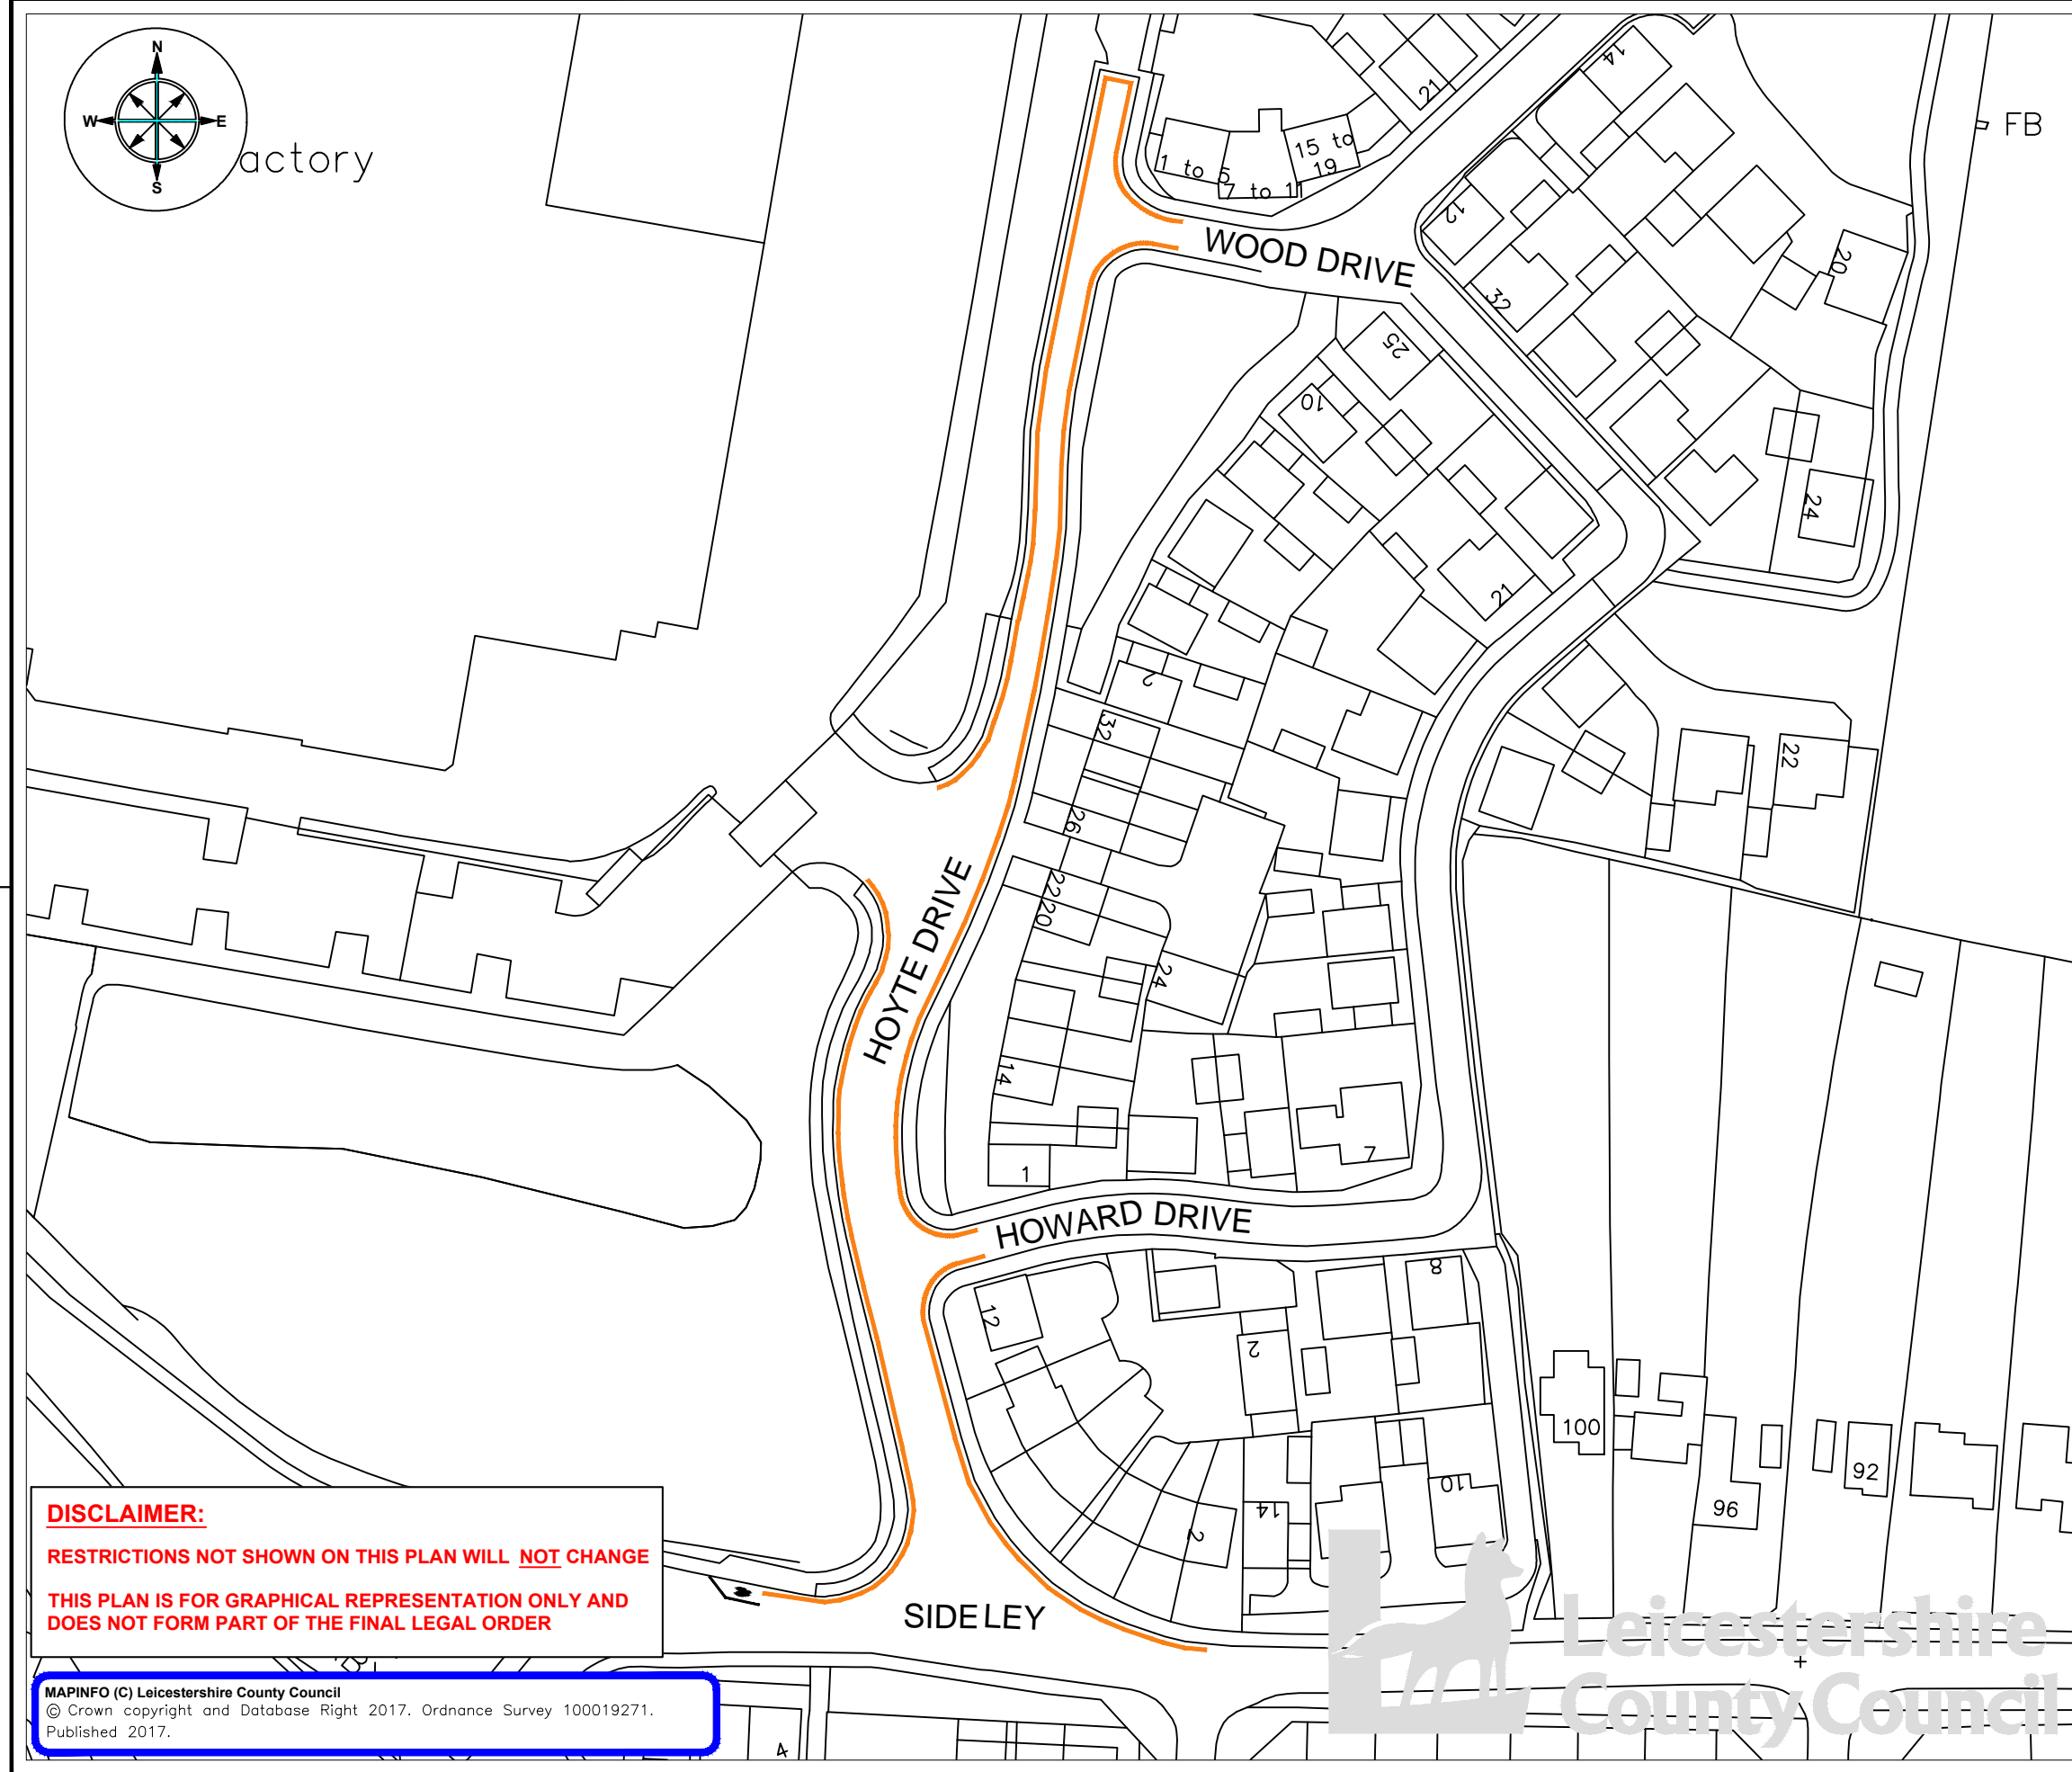 N
W E
S
actory
FB
21
14
1 to 5
7 to 11
15 to
19
12
WOOD DRIVE
32
20
25
10
24
21
2
32
22
26
HOYTE DRIVE
22
20
24
14
1
7
HOWARD DRIVE
12
8
2
100
10
92
96
14
2
DISCLAIMER:
RESTRICTIONS NOT SHOWN ON THIS PLAN WILL NOT CHANGE
THIS PLAN IS FOR GRAPHICAL REPRESENTATION ONLY AND
DOES NOT FORM PART OF THE FINAL LEGAL ORDER
SIDELEY
Leicestershire
County Council
MAPINFO (C) Leicestershire County Council
© Crown copyright and Database Right 2017. Ordnance Survey 100019271.
Published 2017.
4